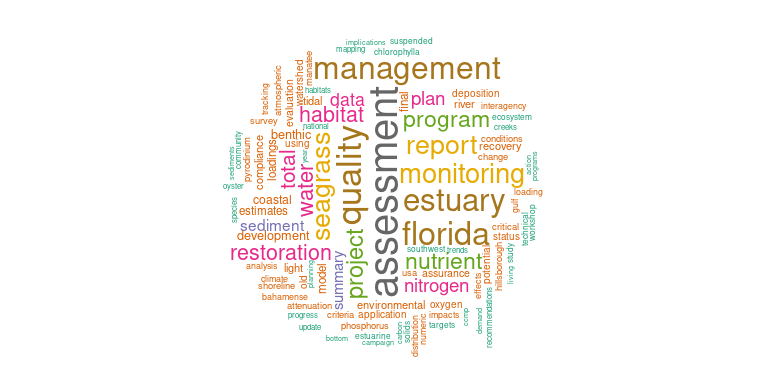 implications
suspended
mapping
chlorophylla
management
manatee
watershed
atmospheric
tracking
evaluation
habitats
tidal
data
final
plan
deposition
river
interagency
habitat
survey
national
program
ecosystem
creeks
benthic
using
year
seagrass
quality
assessment
report
conditions
recovery
change
monitoring
action
programs
community
sediments
pyrodinium
compliance
loadings
total
water
oyster
species
coastal
estimates
estuary
loading
gulf
sediment
development
florida
critical
status
technical
workshop
restoration
project
southwest
trends
nutrient
potential
hillsborough
living
study
analysis
light
climate
shoreline
old
planning
model
summary
usa
assurance
nitrogen
effects
bahamense
attenuation
environmental
oxygen
progress
criteria
application
impacts
ccmp
demand
recommendations
update
phosphorus
carbon
solids
distribution
numeric
targets
bottom
estuarine
campaign